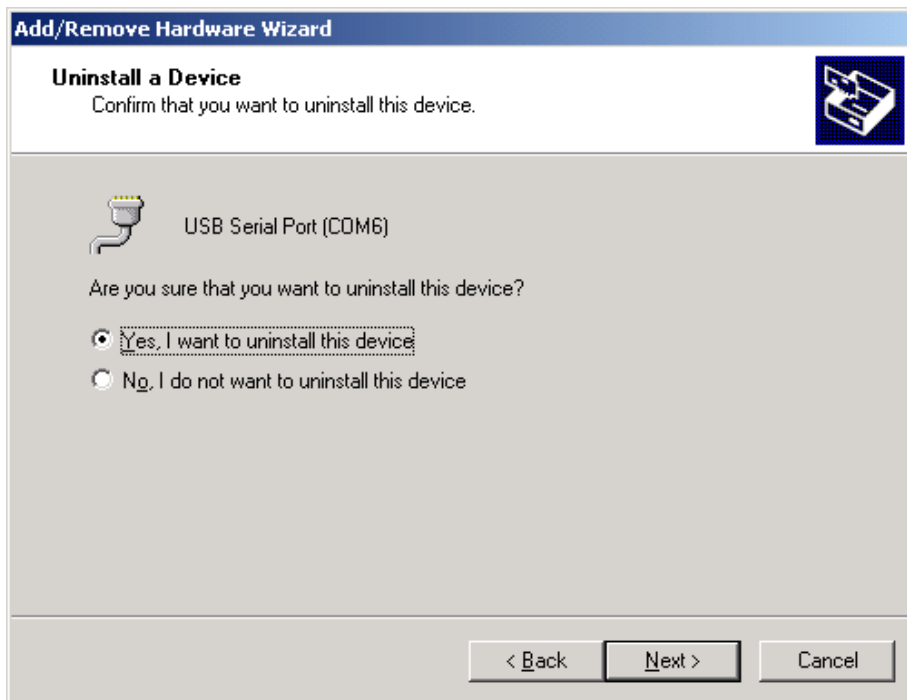 Add/Remove Hardware Wizard
Uninstall a Device
Confirm that you want to uninstall this device.
USB Serial Port (COM6)
Are you sure that you want to uninstall this device?
Yes, I want to uninstall this device
No, I do not want to uninstall this device
< Back
Next >
Cancel